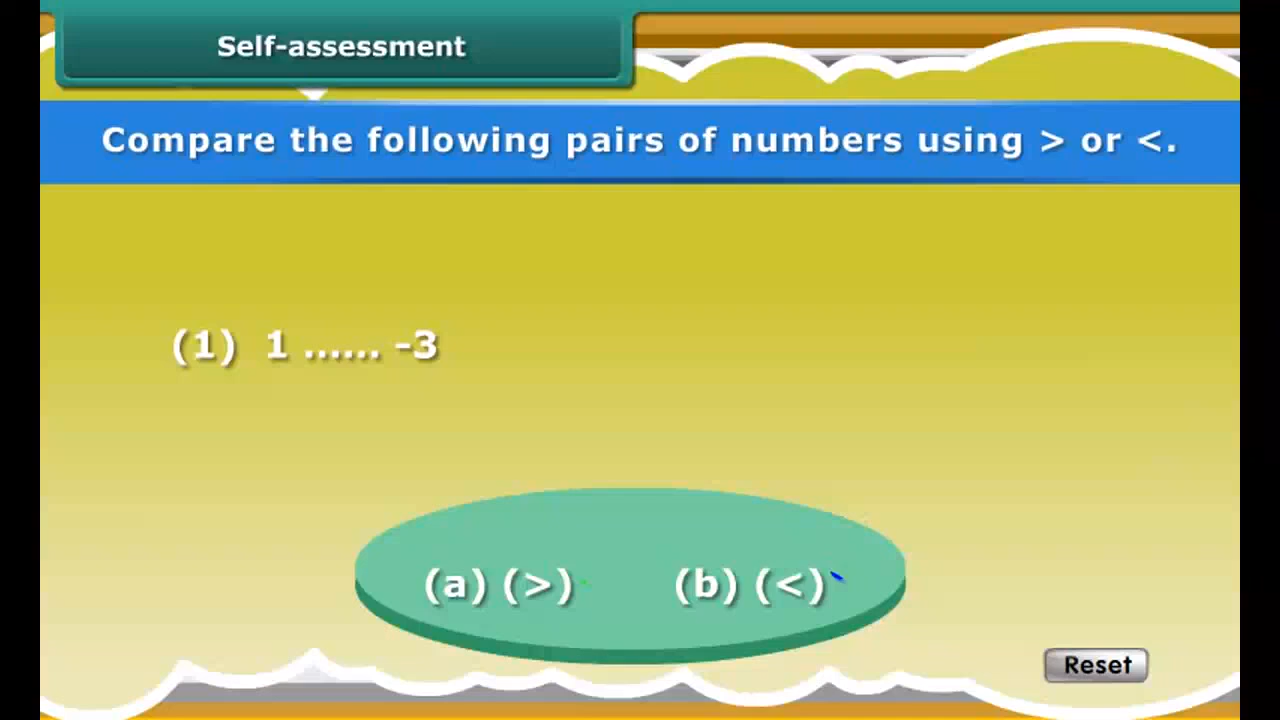 Self-assessment
Compare the following pairs of numbers using > or <.
(1) 1 ...... -3
(a) (>) (b) (<)
Reset